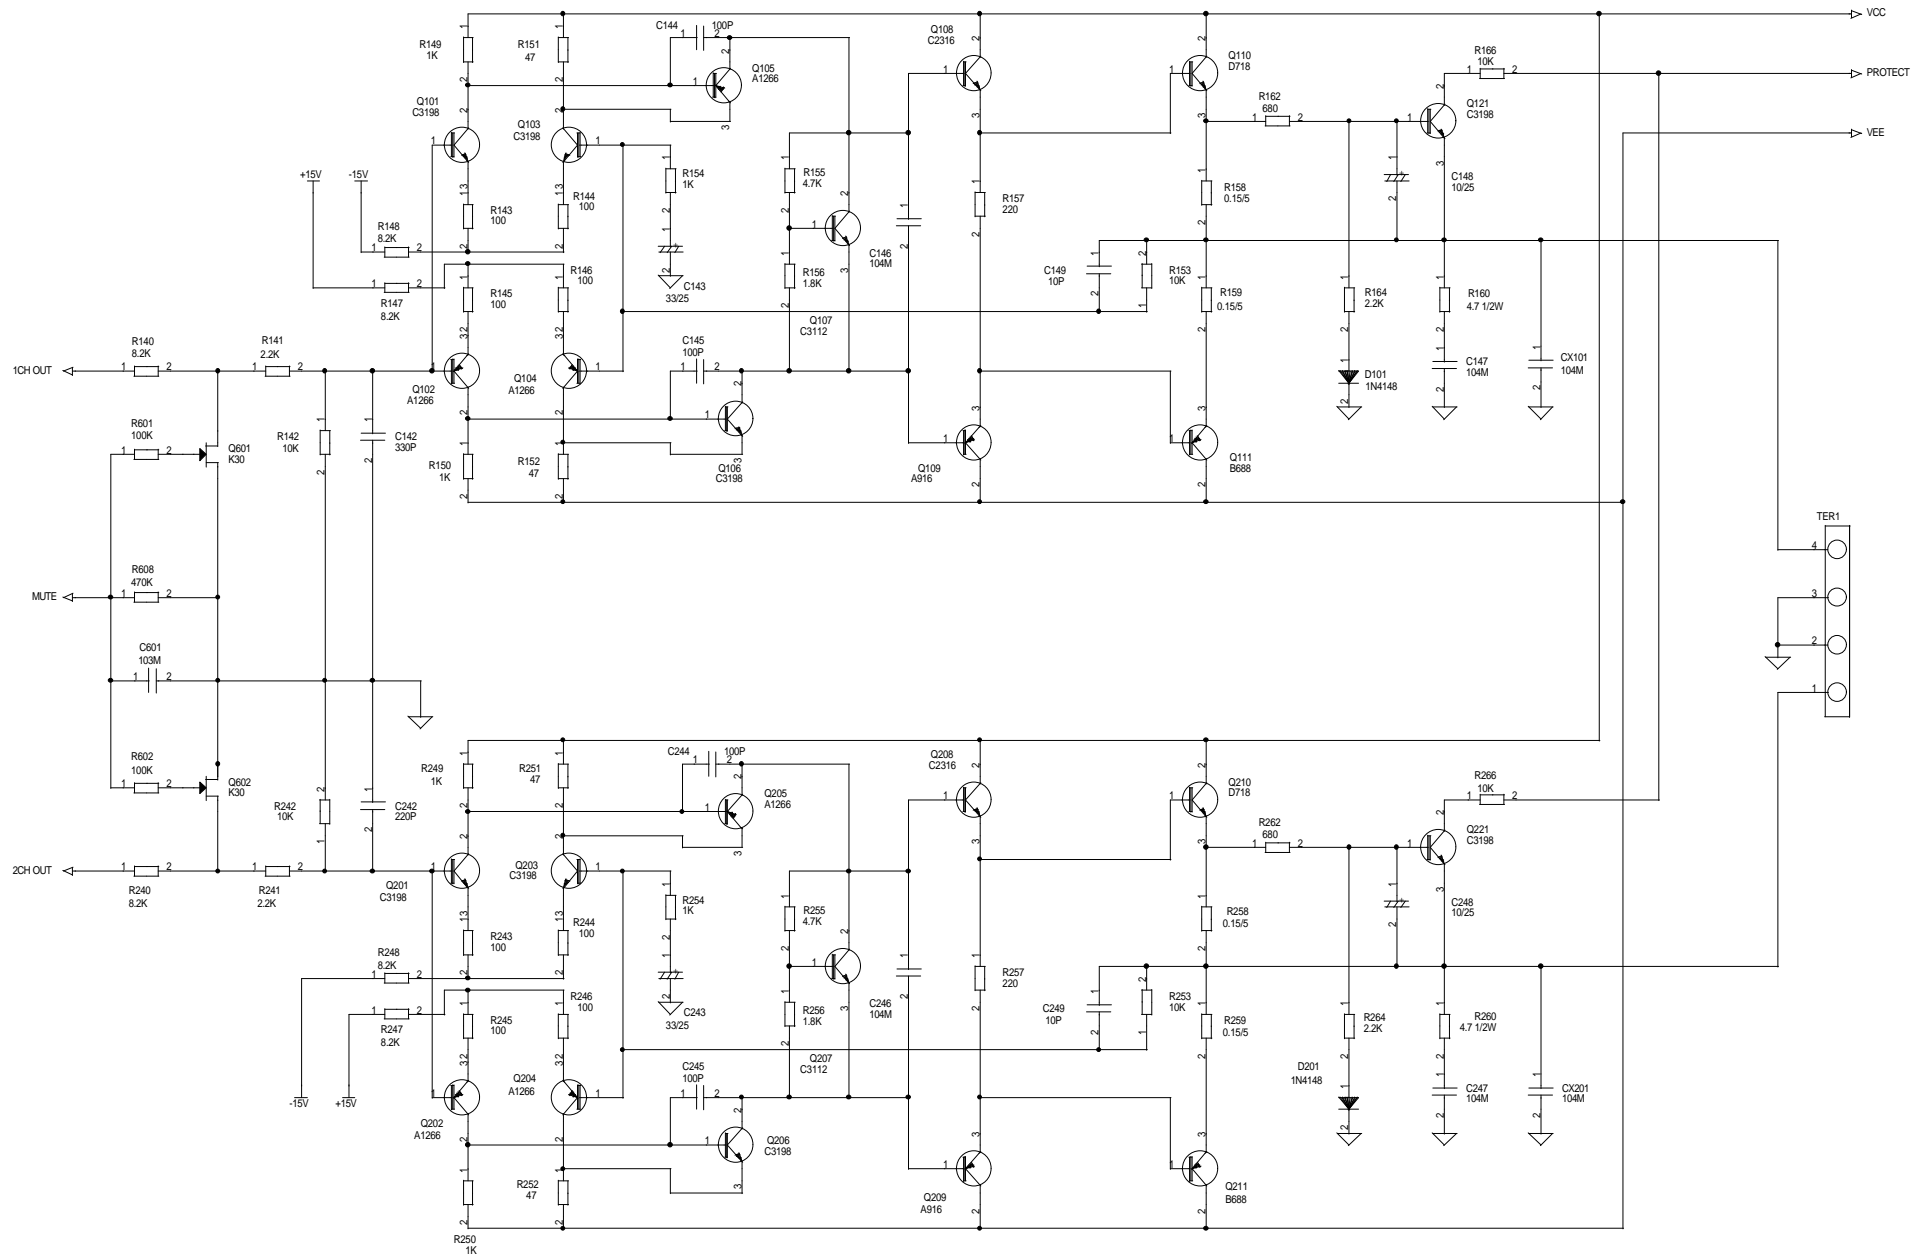 VCC
PROTECT
VEE
R149
1K
R151
47
C144
100P
Q105
A1266
Q108
C2316
Q110
D718
R166
10K
Q101
C3198
Q103
C3198
R162
680
Q121
C3198
+15V
-15V
R154
1K
R155
4.7K
R143
100
R144
100
R148
8.2K
R157
220
R158
0.15/5
C148
10/25
C146
104M
R147
8.2K
R145
100
R146
100
C143
33/25
R156
1.8K
C149
10P
R153
10K
R159
0.15/5
R164
2.2K
R160
4.7 1/2W
Q107
C3112
C145
100P
1CH OUT
R140
8.2K
R141
2.2K
Q102
A1266
Q104
A1266
D101
1N4148
C147
104M
CX101
104M
R601
100K
Q601
K30
R142
10K
C142
330P
R150
1K
R152
47
Q106
C3198
Q109
A916
Q111
B688
TER1
4
3
2
1
MUTE
R608
470K
C601
103M
R602
100K
Q602
K30
R242
10K
C242
220P
2CH OUT
R240
8.2K
R241
2.2K
R249
1K
R251
47
C244
100P
Q205
A1266
Q208
C2316
Q210
D718
R266
10K
Q201
C3198
Q203
C3198
R262
680
Q221
C3198
R254
1K
R255
4.7K
R243
100
R244
100
R248
8.2K
R257
220
R258
0.15/5
C248
10/25
C246
104M
R247
8.2K
R245
100
R246
100
C243
33/25
R256
1.8K
C249
10P
R253
10K
R259
0.15/5
R264
2.2K
R260
4.7 1/2W
Q207
C3112
C245
100P
-15V
+15V
Q202
A1266
Q204
A1266
Q206
C3198
D201
1N4148
C247
104M
CX201
104M
R250
1K
R252
47
Q209
A916
Q211
B688